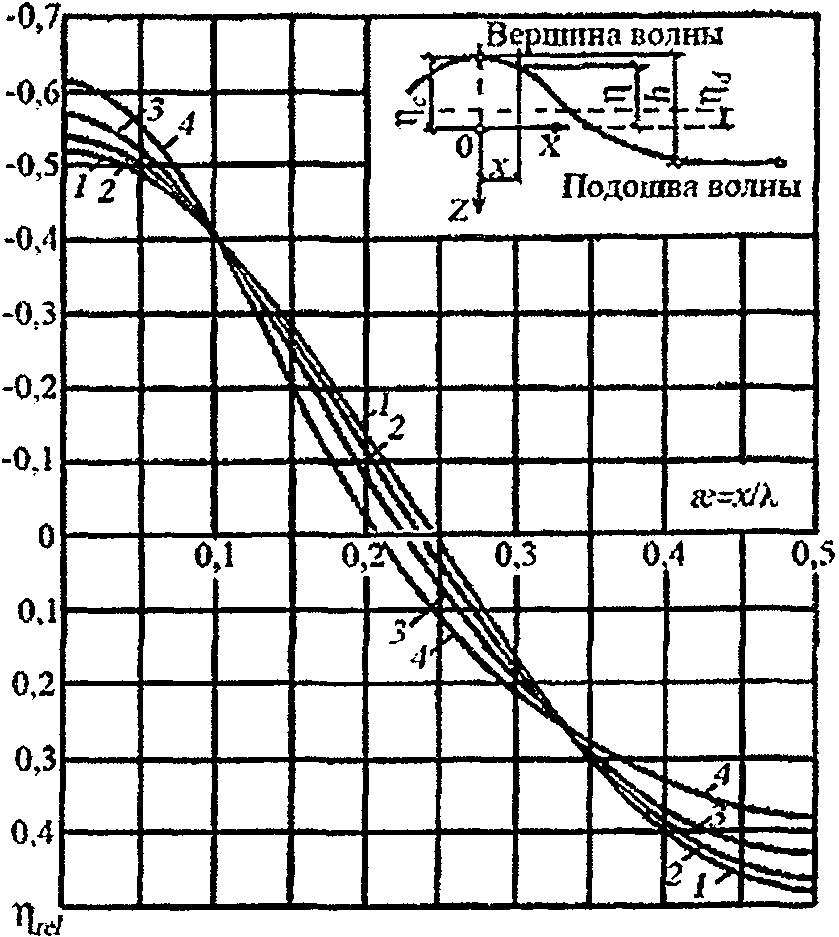 -0,7
Вершина волны
-0,6
3
4
η_c
η
h
η_d
-0,5
1 2
0
X
x
Подошва волны
Z
-0,4
-0,3
-0,2
1
2
-0,1
æ=x/λ
0
0,1 0,2 0,3 0,4 0,5
0,1
3
4
0,2
0,3
4
3
0,4
2 1
η_rel